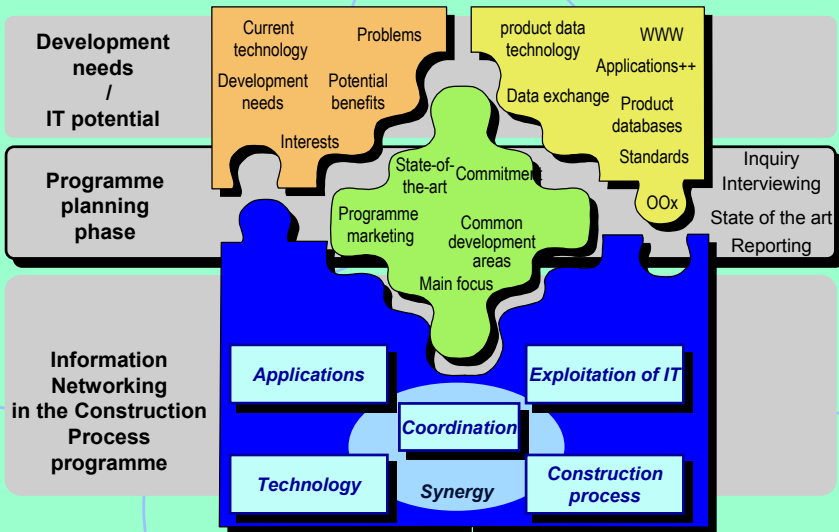 Development
needs
/
IT potential
Current
technology
Problems
Development
needs
Potential
benefits
Interests
product data
technology
WWW
Applications++
Data exchange
Product
databases
Standards
OOx
Programme
planning
phase
State-of-
the-art
Commitment
Programme
marketing
Common
development
areas
Main focus
Inquiry
Interviewing
State of the art
Reporting
Information
Networking
in the Construction
Process
programme
Applications
Exploitation of IT
Coordination
Technology
Synergy
Construction
process